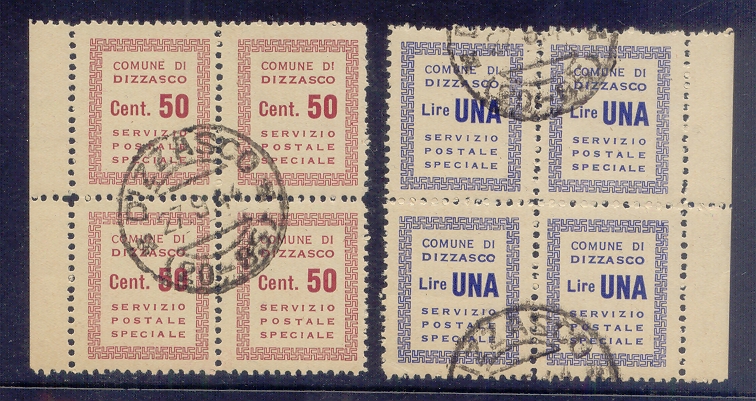 COMUNE DI
DIZZASCO
Cent. 50
SERVIZIO
POSTALE
SPECIALE
COMUNE DI
DIZZASCO
Cent. 50
SERVIZIO
POSTALE
SPECIALE
COMUNE DI
DIZZASCO
Cent. 50
SERVIZIO
POSTALE
SPECIALE
COMUNE DI
DIZZASCO
Cent. 50
SERVIZIO
POSTALE
SPECIALE
DIZZASCO
COMUNE DI
DIZZASCO
Lire UNA
SERVIZIO
POSTALE
SPECIALE
COMUNE DI
DIZZASCO
Lire UNA
SERVIZIO
POSTALE
SPECIALE
COMUNE DI
DIZZASCO
Lire UNA
SERVIZIO
POSTALE
SPECIALE
COMUNE DI
DIZZASCO
Lire UNA
SERVIZIO
POSTALE
SPECIALE